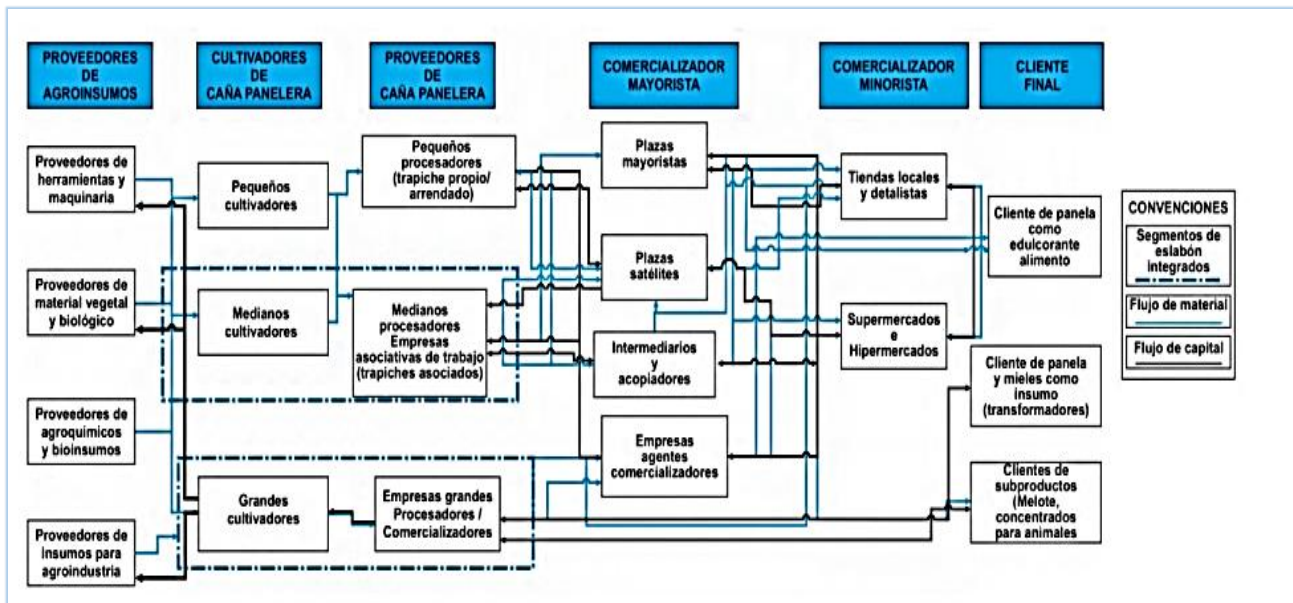 PROVEEDORES
DE
AGROINSUMOS
CULTIVADORES
DE
CAÑA PANELERA
PROVEEDORES
DE
CAÑA PANELERA
COMERCIALIZADOR
MAYORISTA
COMERCIALIZADOR
MINORISTA
CLIENTE
FINAL
Proveedores de
herramientas y
maquinaria
Proveedores de
material vegetal
y biológico
Proveedores de
agroquímicos
y bioinsumos
Proveedores de
insumos para
agroindustria
Pequeños
cultivadores
Medianos
cultivadores
Grandes
cultivadores
Pequeños
procesadores
(trapiche propio/
arrendado)
Medianos
procesadores
Empresas
asociativas de trabajo
(trapiches asociados)
Empresas grandes
Procesadores /
Comercializadores
Plazas
mayoristas
Plazas
satélites
Intermediarios
y
acopiadores
Empresas
agentes
comercializadores
Tiendas locales
y detalistas
Supermercados
e
Hipermercados
Cliente de panela
como
edulcorante
alimento
Cliente de panela
y mieles como
insumo
(transformadores)
Clientes de
subproductos
(Melote,
concentrados
para animales
CONVENCIONES
Segmentos de
eslabón
integrados
Flujo de material
Flujo de capital